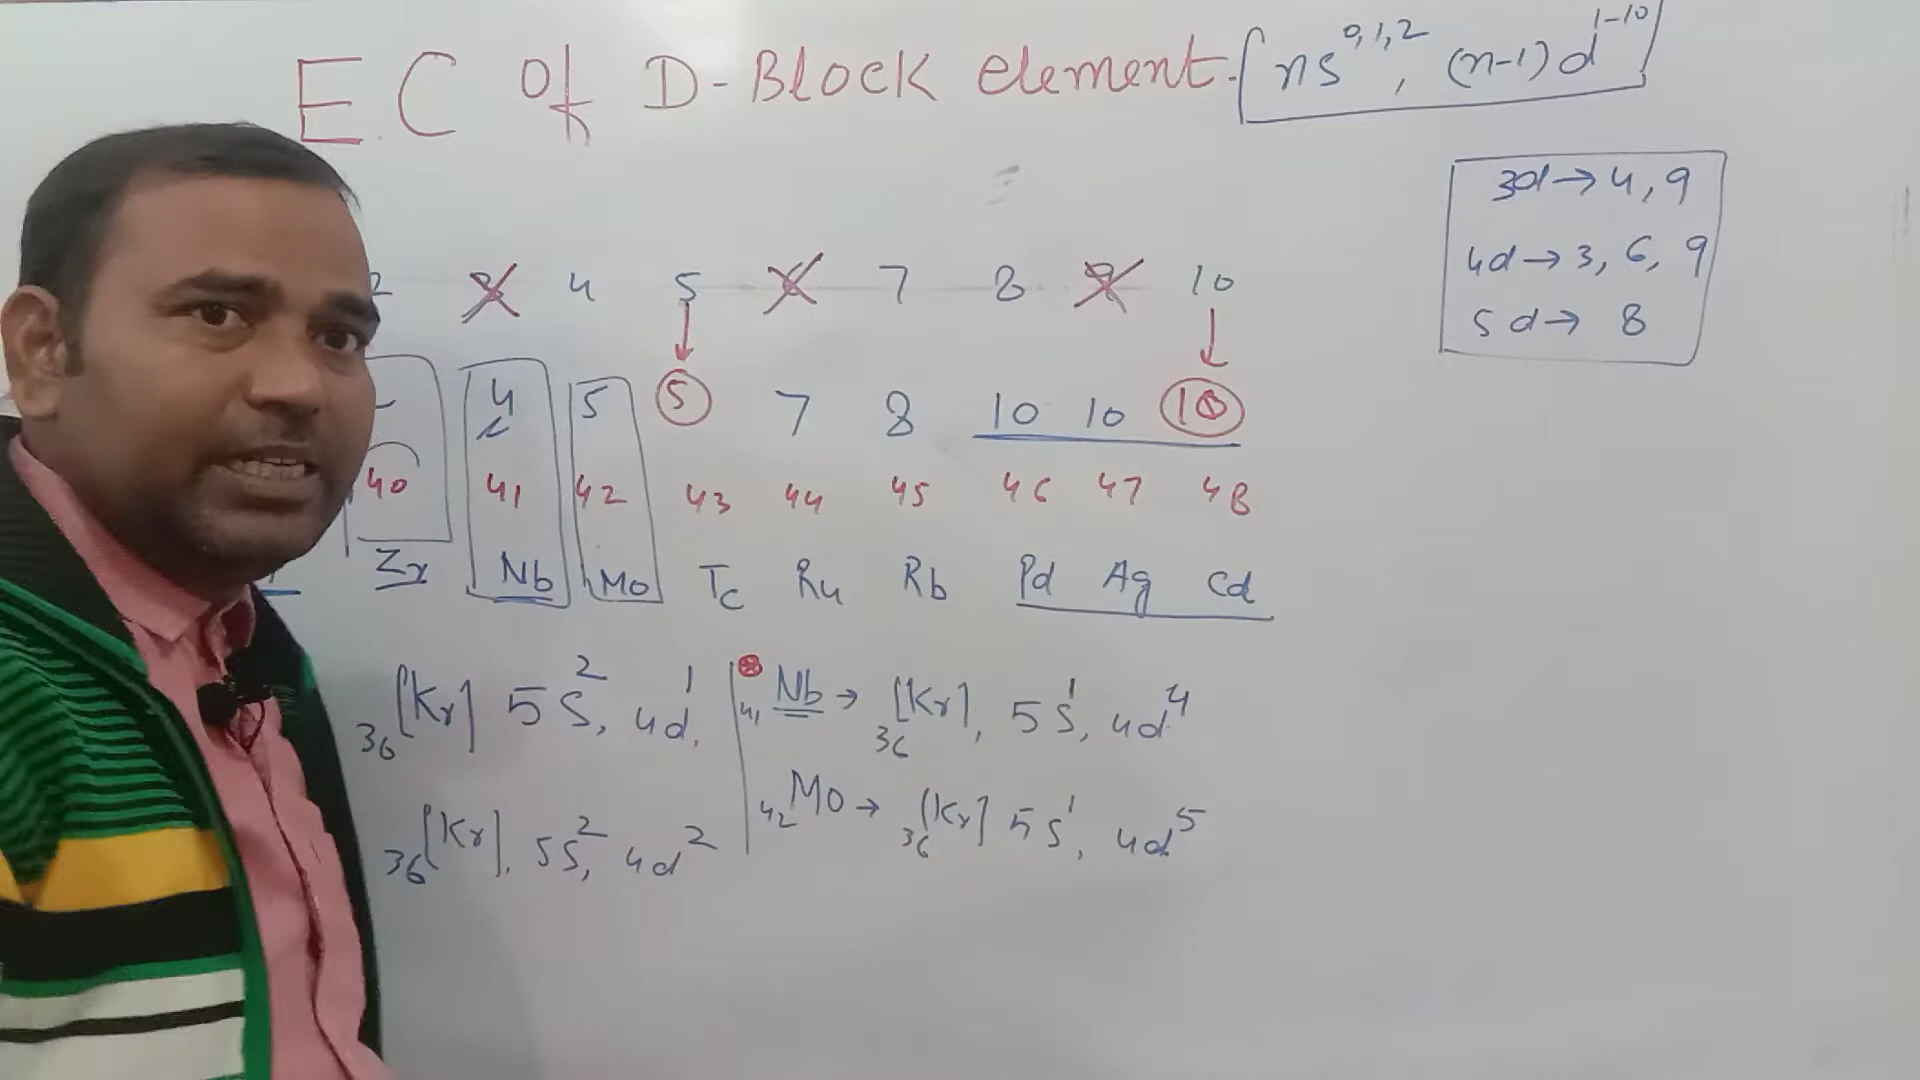 E.C Of D-Block element. [ns^0,1,2, (n-1)d^1-10]
3d→ 4, 9
4d→ 3, 6, 9
5d→ 8
2 3 4 5 6 7 8 9 10
4 5 5 7 8 10 10 10
40 41 42 43 44 45 46 47 48
Zr Nb Mo Tc Ru Rb Pd Ag Cd
36[Kr] 5s^2, 4d^1.
41Nb → 36[Kr], 5s^1, 4d^4
36[Kr], 5s^2, 4d^2
42Mo → 36[Kr] 5s^1, 4d^5